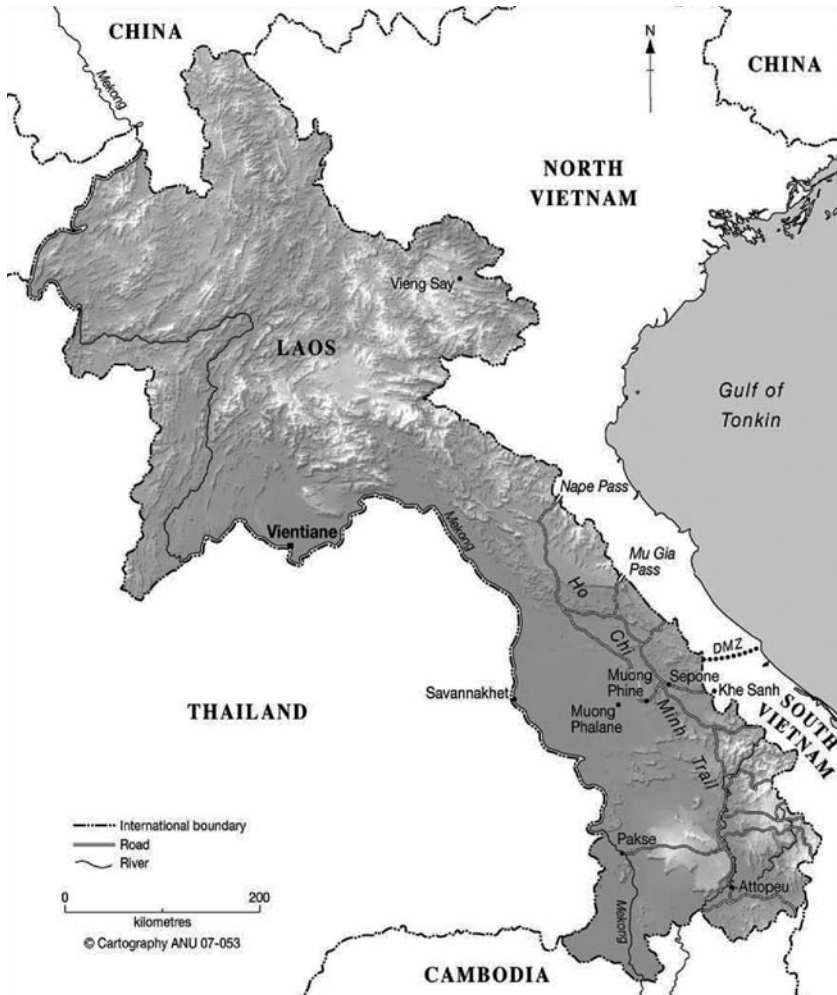 CHINA
N
CHINA
Mekong
NORTH
VIETNAM
Vieng Say
LAOS
Gulf of
Tonkin
Nape Pass
Vientiane
Mekong
Mu Gia
Pass
Ho
Chi
Minh
Trail
DMZ
Sepone
Muong
Phine
Khe Sanh
Savannakhet
Muong
Phalane
THAILAND
SOUTH
VIETNAM
International boundary
Road
River
Pakse
Attopeu
0 200
kilometres
Mekong
© Cartography ANU 07-053
CAMBODIA